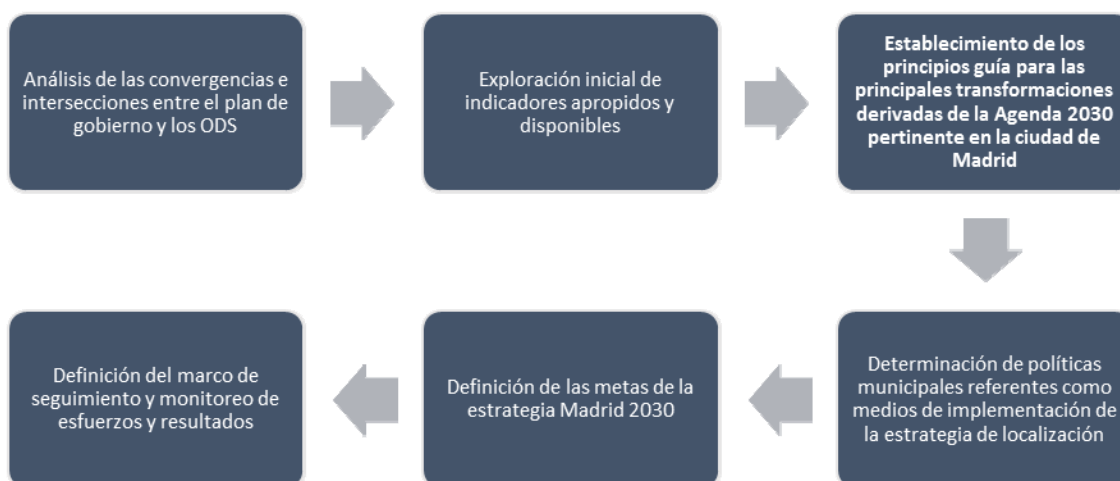 Análisis de las convergencias e
intersecciones entre el plan de
gobierno y los ODS
Exploración inicial de
indicadores apropidos y
disponibles
Establecimiento de los
principios guía para las
principales transformaciones
derivadas de la Agenda 2030
pertinente en la ciudad de
Madrid
Determinación de políticas
municipales referentes como
medios de implementación de
la estrategia de localización
Definición de las metas de la
estrategia Madrid 2030
Definición del marco de
seguimiento y monitoreo de
esfuerzos y resultados